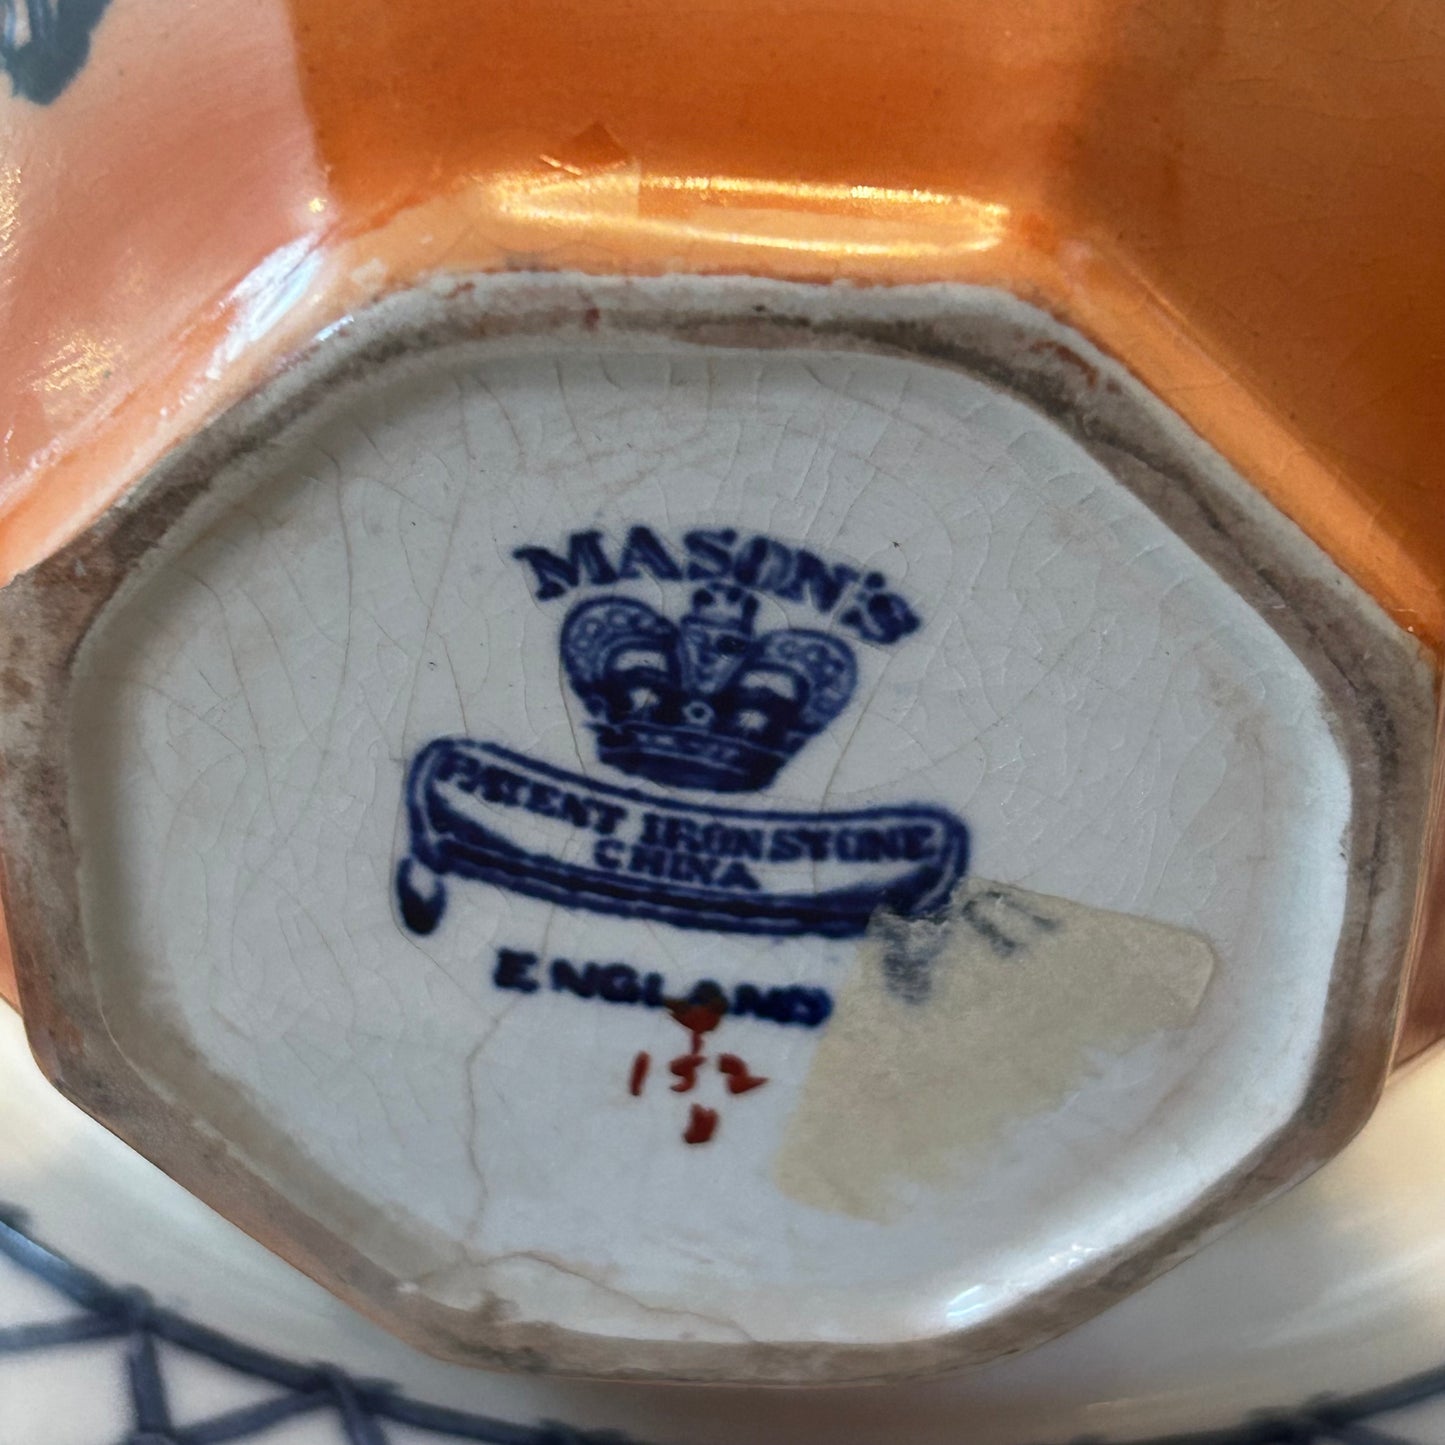 MASON'S
PATENT IRONSTONE
CHINA
ENGLAND
152